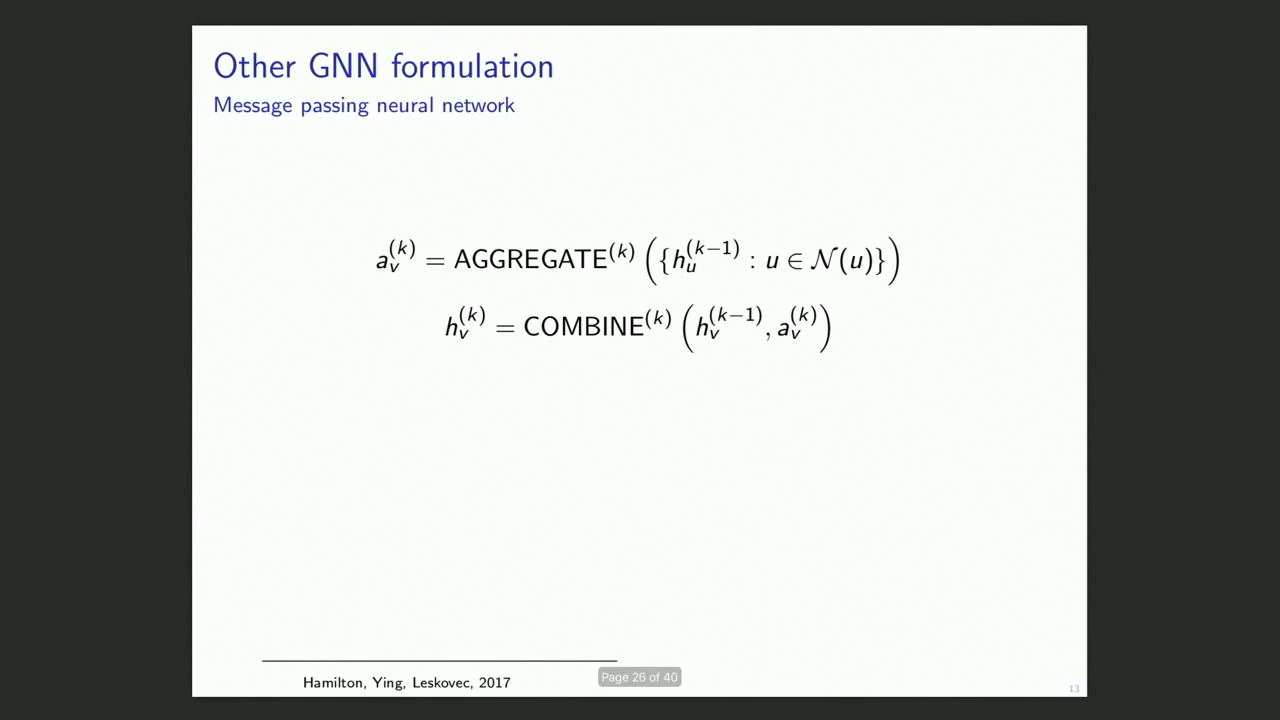 Other GNN formulation
Message passing neural network
a_v^{(k)} = AGGREGATE^{(k)} ({h_u^{(k−1)} : u ∈ 𝒩(u)})
h_v^{(k)} = COMBINE^{(k)} (h_v^{(k−1)}, a_v^{(k)})
Hamilton, Ying, Leskovec, 2017
Page 26 of 40
13